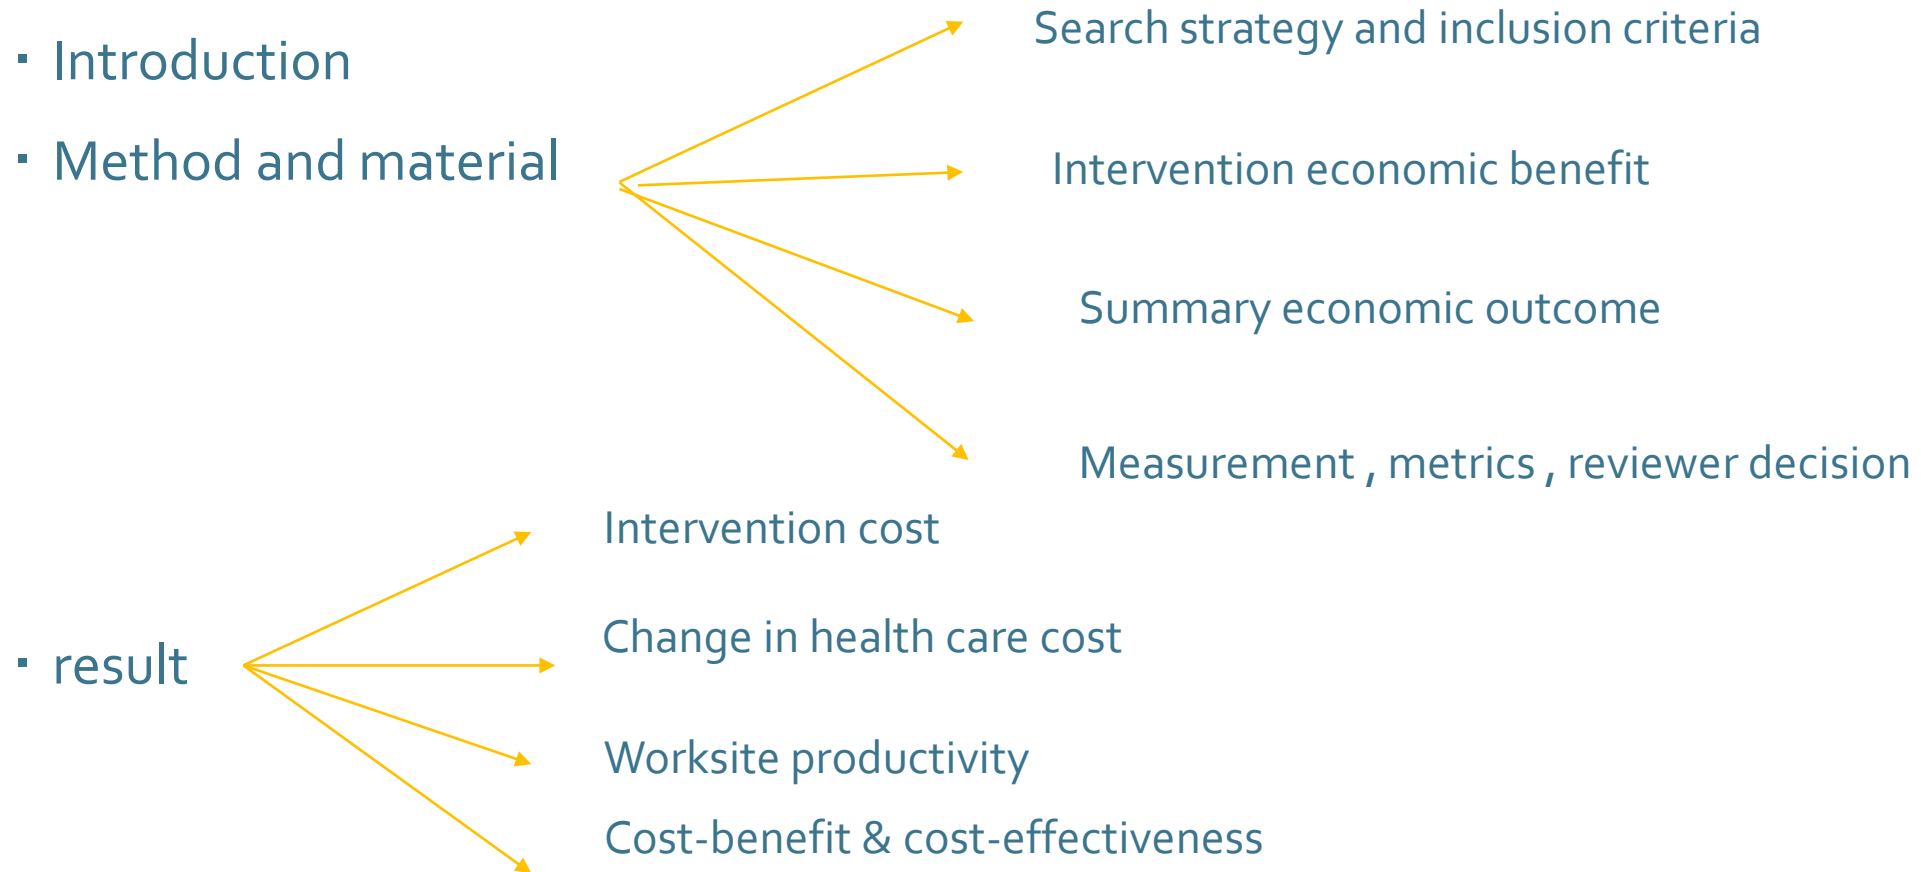 ▪ Introduction
▪ Method and material
Search strategy and inclusion criteria
Intervention economic benefit
Summary economic outcome
Measurement , metrics , reviewer decision
▪ result
Intervention cost
Change in health care cost
Worksite productivity
Cost-benefit & cost-effectiveness